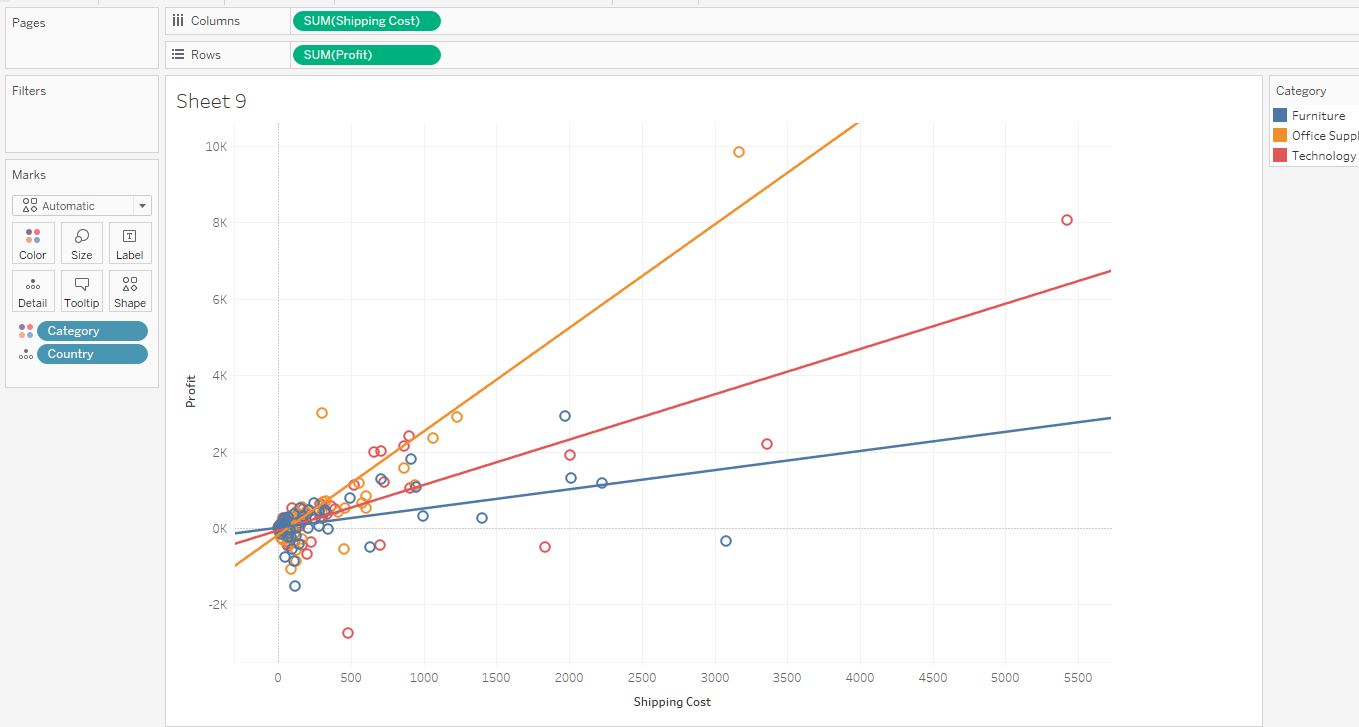 Pages
Columns
SUM(Shipping Cost)
Rows
SUM(Profit)
Filters
Marks
Automatic
Color
Size
Label
Detail
Tooltip
Shape
Category
Country
Sheet 9
10K
8K
6K
4K
2K
0K
-2K
Profit
0
500
1000
1500
2000
2500
3000
3500
4000
4500
5000
5500
Shipping Cost
Category
Furniture
Office Suppl
Technology